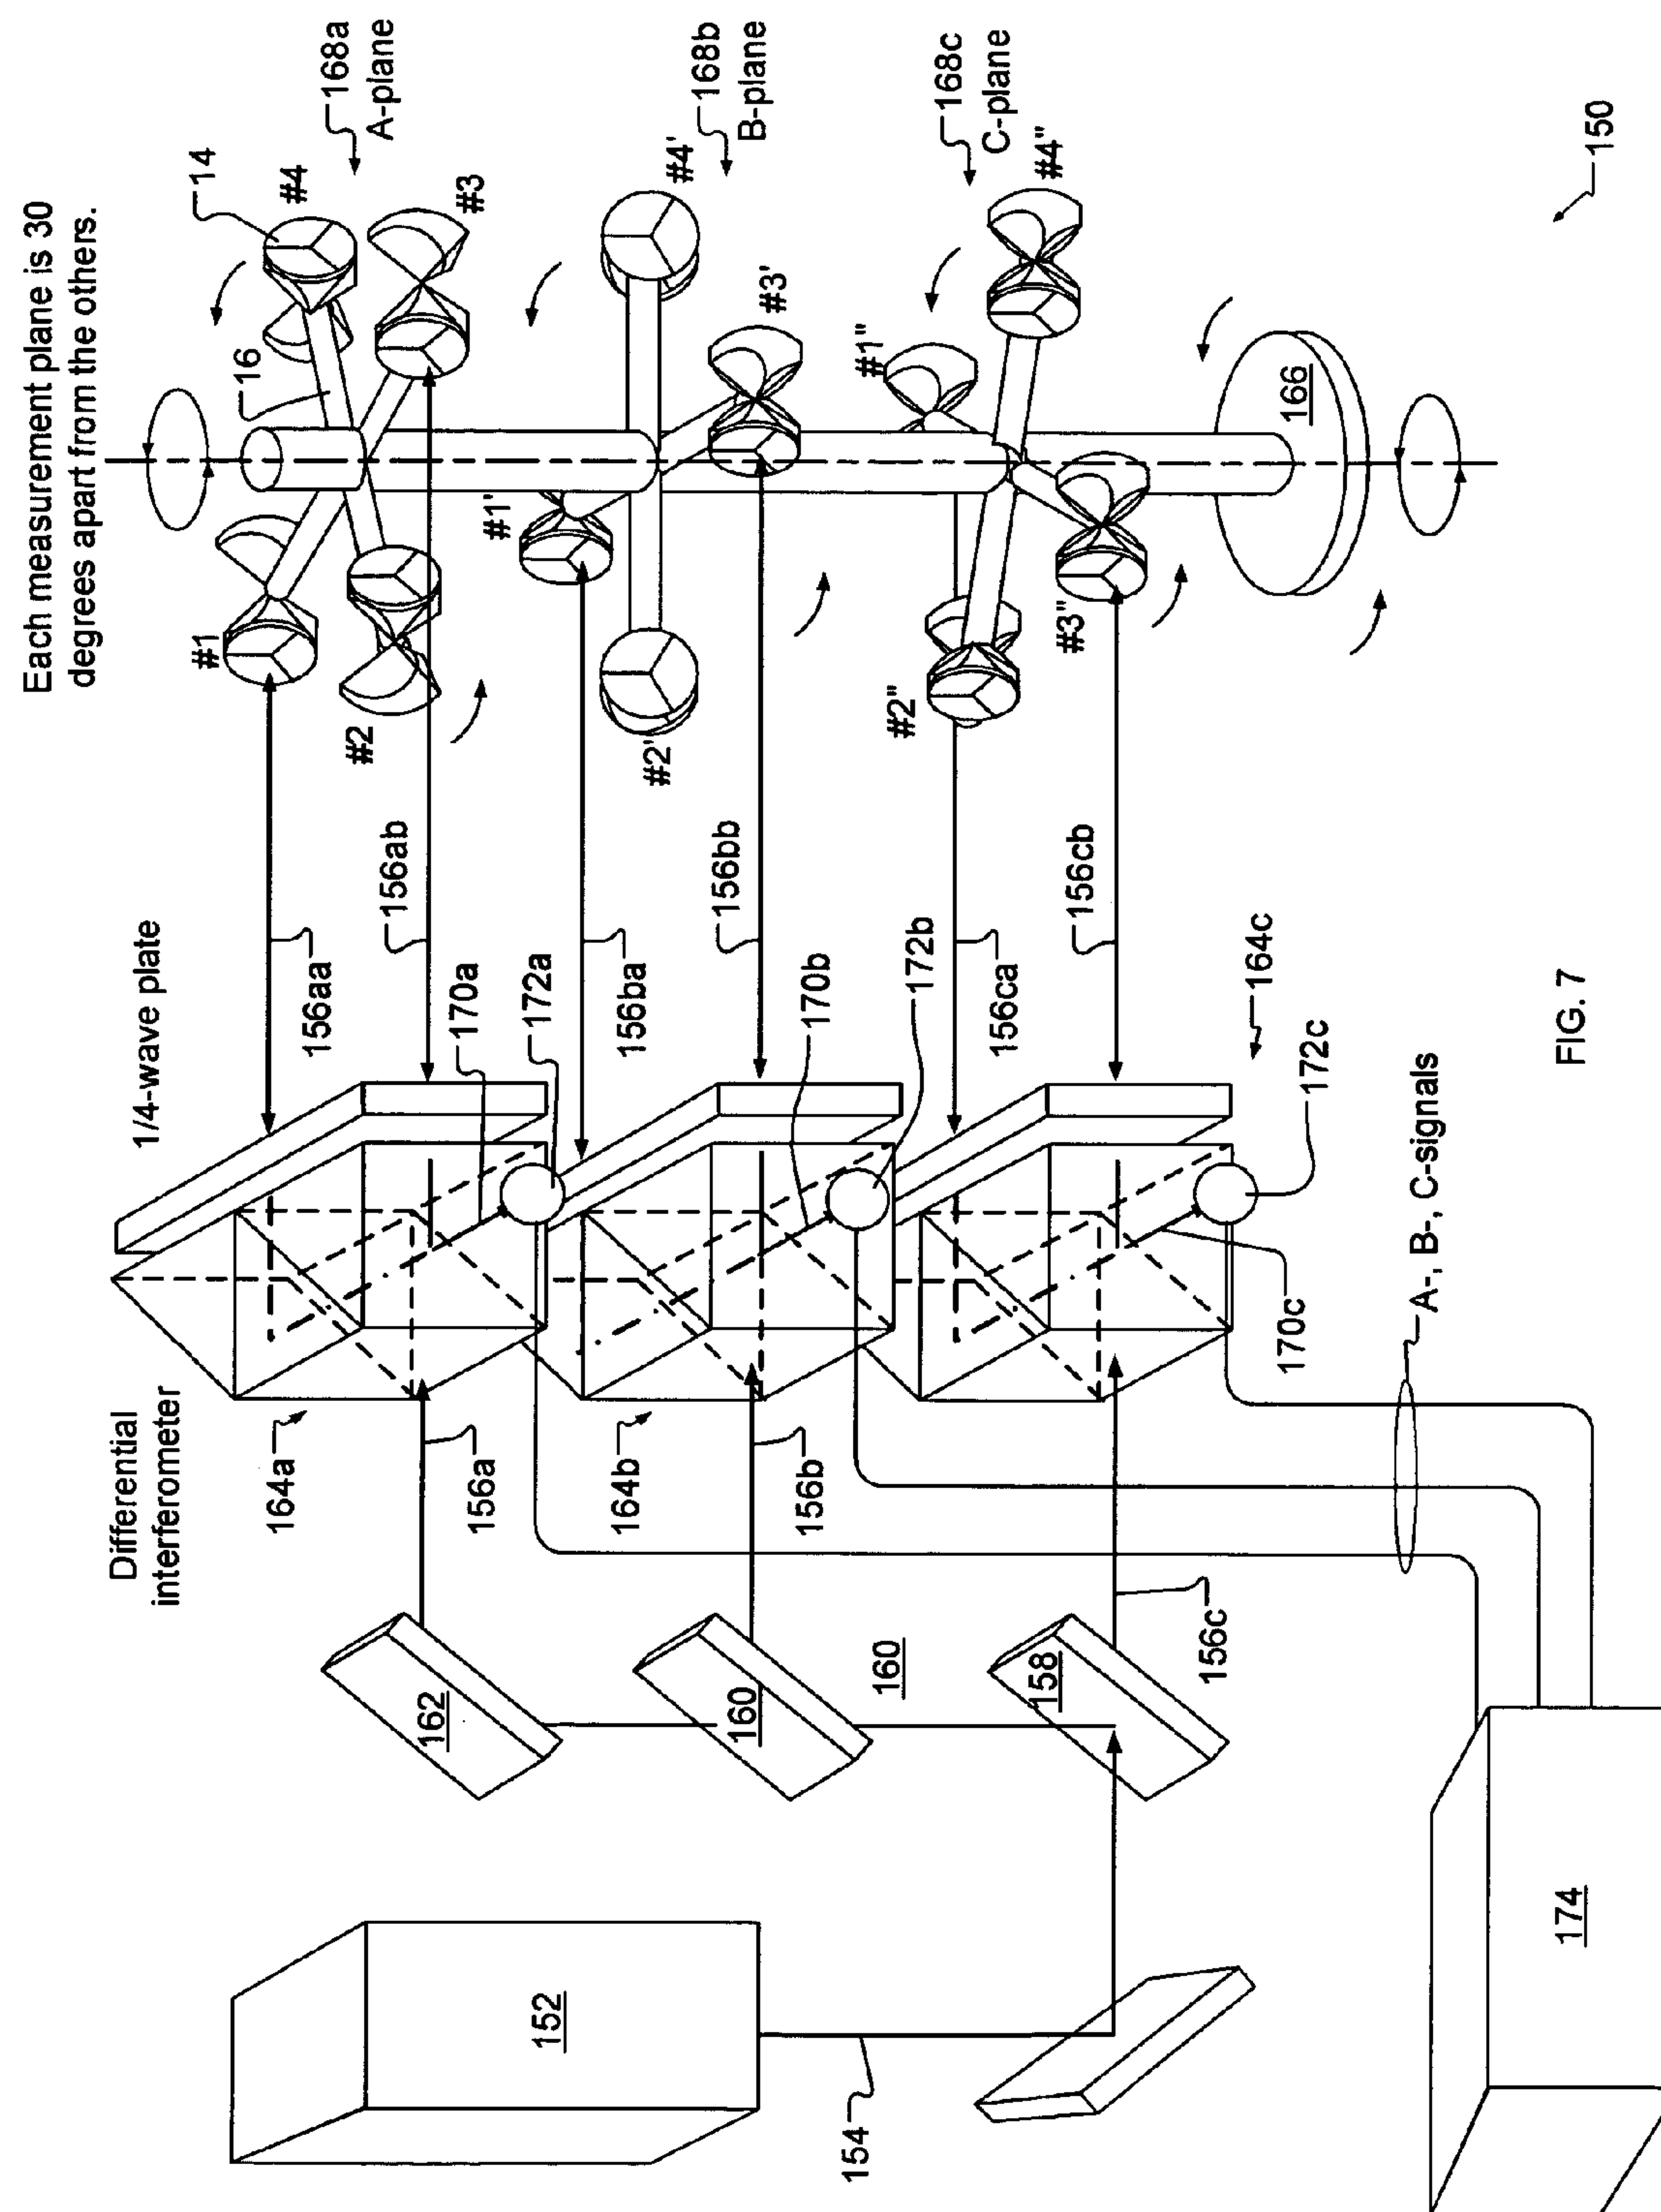 Each measurement plane is 30
degrees apart from the others.
Differential
interferometer
1/4-wave plate
168a
A-plane
168b
B-plane
168c
C-plane
14
16
#1
#2
#3
#4
#1'
#2'
#3'
#4'
#1"
#2"
#3"
#4"
166
150
156aa
156ab
156ba
156bb
156ca
156cb
170a
172a
170b
172b
170c
172c
164a
164b
164c
156a
156b
156c
162
160
160
158
152
154
174
A-, B-, C-signals
FIG. 7